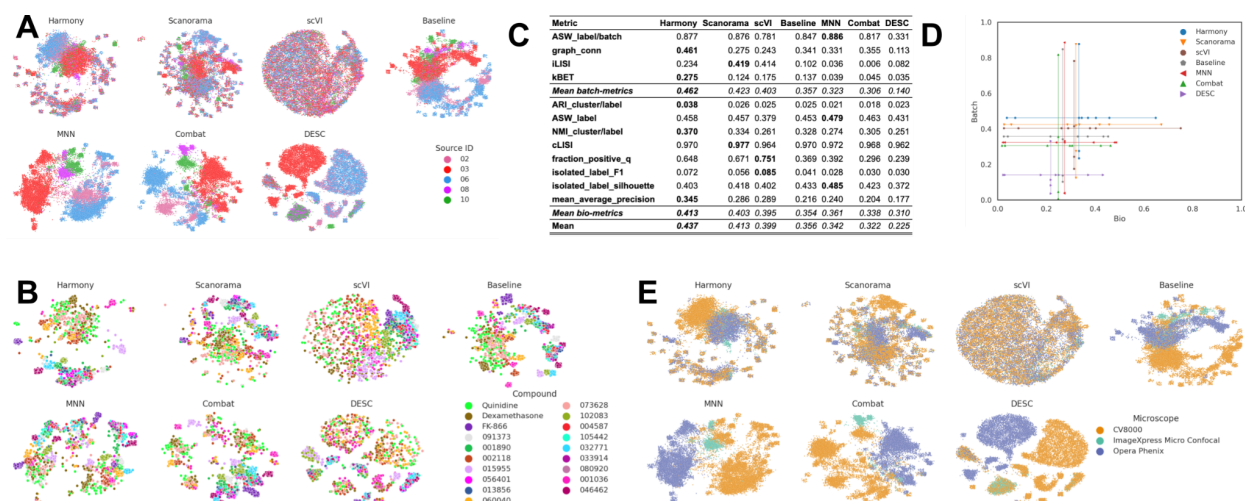 A
Harmony
Scanorama
scVI
Baseline
MNN
Combat
DESC
Source ID
02
03
06
08
10
C
Metric Harmony Scanorama scVI Baseline MNN Combat DESC
ASW_label/batch 0.877 0.876 0.781 0.847 0.886 0.817 0.331
graph_conn 0.461 0.275 0.243 0.341 0.331 0.355 0.113
iLISI 0.234 0.419 0.414 0.102 0.036 0.006 0.082
kBET 0.275 0.124 0.175 0.137 0.039 0.045 0.035
Mean batch-metrics 0.462 0.423 0.403 0.357 0.323 0.306 0.140
ARI_cluster/label 0.038 0.026 0.025 0.025 0.021 0.018 0.023
ASW_label 0.458 0.457 0.379 0.453 0.479 0.463 0.431
NMI_cluster/label 0.370 0.334 0.261 0.328 0.274 0.305 0.251
cLISI 0.970 0.977 0.964 0.970 0.972 0.968 0.962
fraction_positive_q 0.648 0.671 0.751 0.369 0.392 0.296 0.239
isolated_label_F1 0.072 0.056 0.085 0.041 0.028 0.030 0.030
isolated_label_silhouette 0.403 0.418 0.402 0.433 0.485 0.423 0.372
mean_average_precision 0.345 0.286 0.289 0.216 0.240 0.204 0.177
Mean bio-metrics 0.413 0.403 0.395 0.354 0.361 0.338 0.310
Mean 0.437 0.413 0.399 0.356 0.342 0.322 0.225
D
1.0
0.8
0.6
0.4
0.2
0.0
Batch
0.0 0.2 0.4 0.6 0.8 1.0
Bio
Harmony
Scanorama
scVI
Baseline
MNN
Combat
DESC
B
Harmony
Scanorama
scVI
Baseline
MNN
Combat
DESC
Compound
Quinidine
Dexamethasone
FK-866
091373
001890
002118
015955
056401
013856
060040
073628
102083
004587
105442
032771
033914
080920
001036
046462
E
Harmony
Scanorama
scVI
Baseline
MNN
Combat
DESC
Microscope
CV8000
ImageXpress Micro Confocal
Opera Phenix